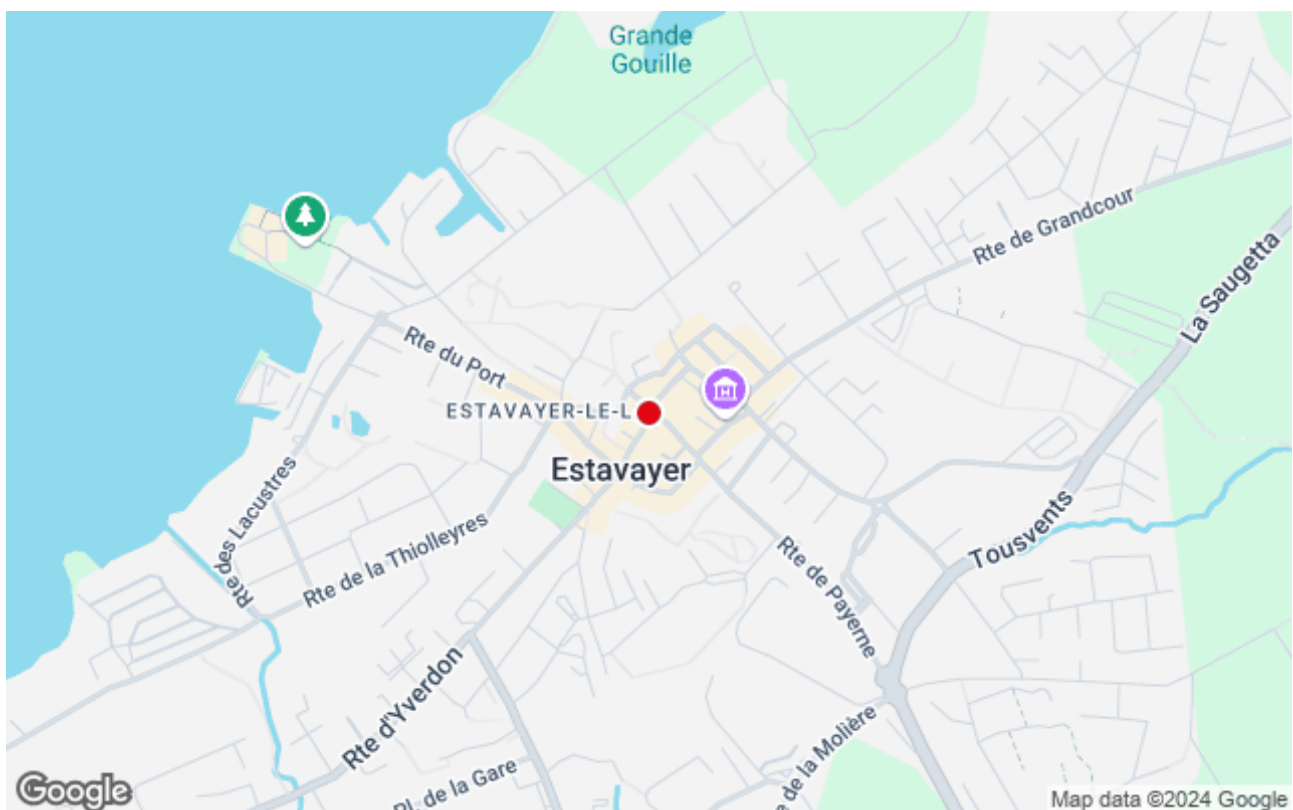 Grande
Gouille
Rte de Grandcour
La Saugetta
Rte du Port
ESTAVAYER-LE-L
Estavayer
Rte des Lacustres
Rte de la Thiolleyres
Tousvents
Rte de Payerne
Rte d'Yverdon
Pl. de la Gare
e de la Molière
H
Google
Map data ©2024 Google